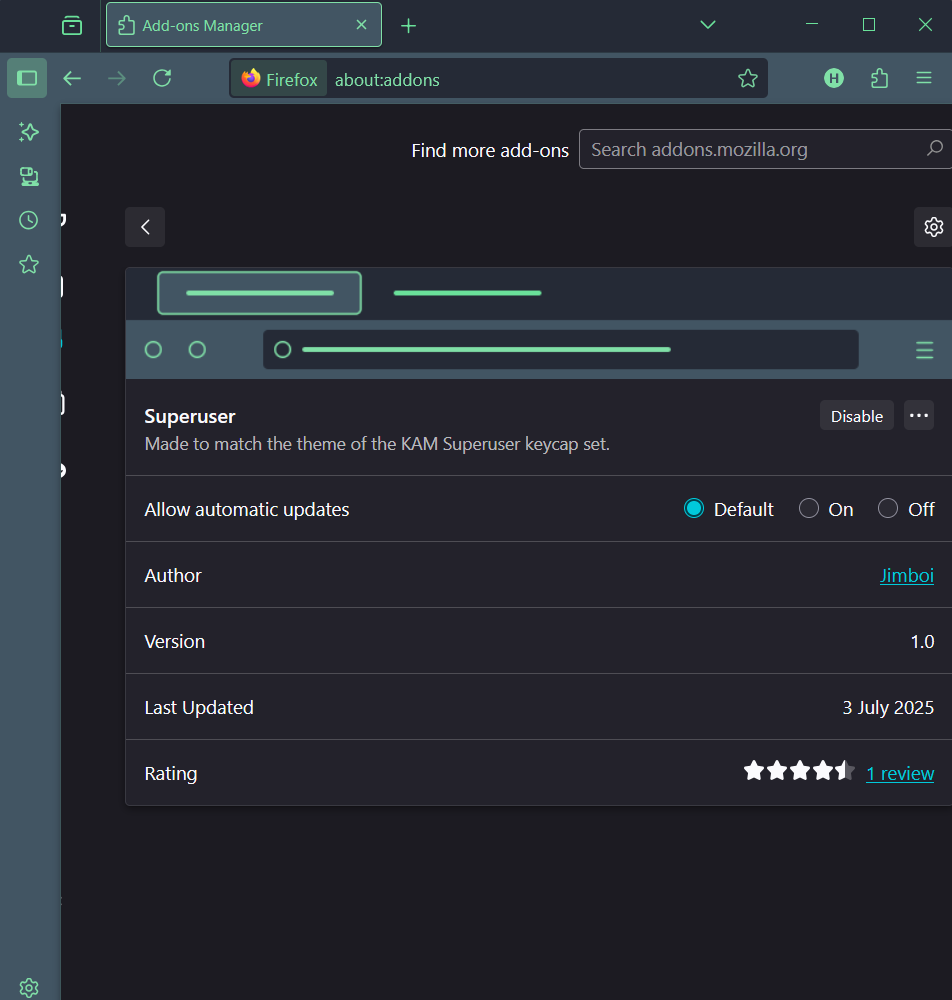 Add-ons Manager
Firefox about:addons
H
Find more add-ons Search addons.mozilla.org
Superuser
Disable
Made to match the theme of the KAM Superuser keycap set.
Allow automatic updates Default On Off
Author Jimboi
Version 1.0
Last Updated 3 July 2025
Rating 1 review